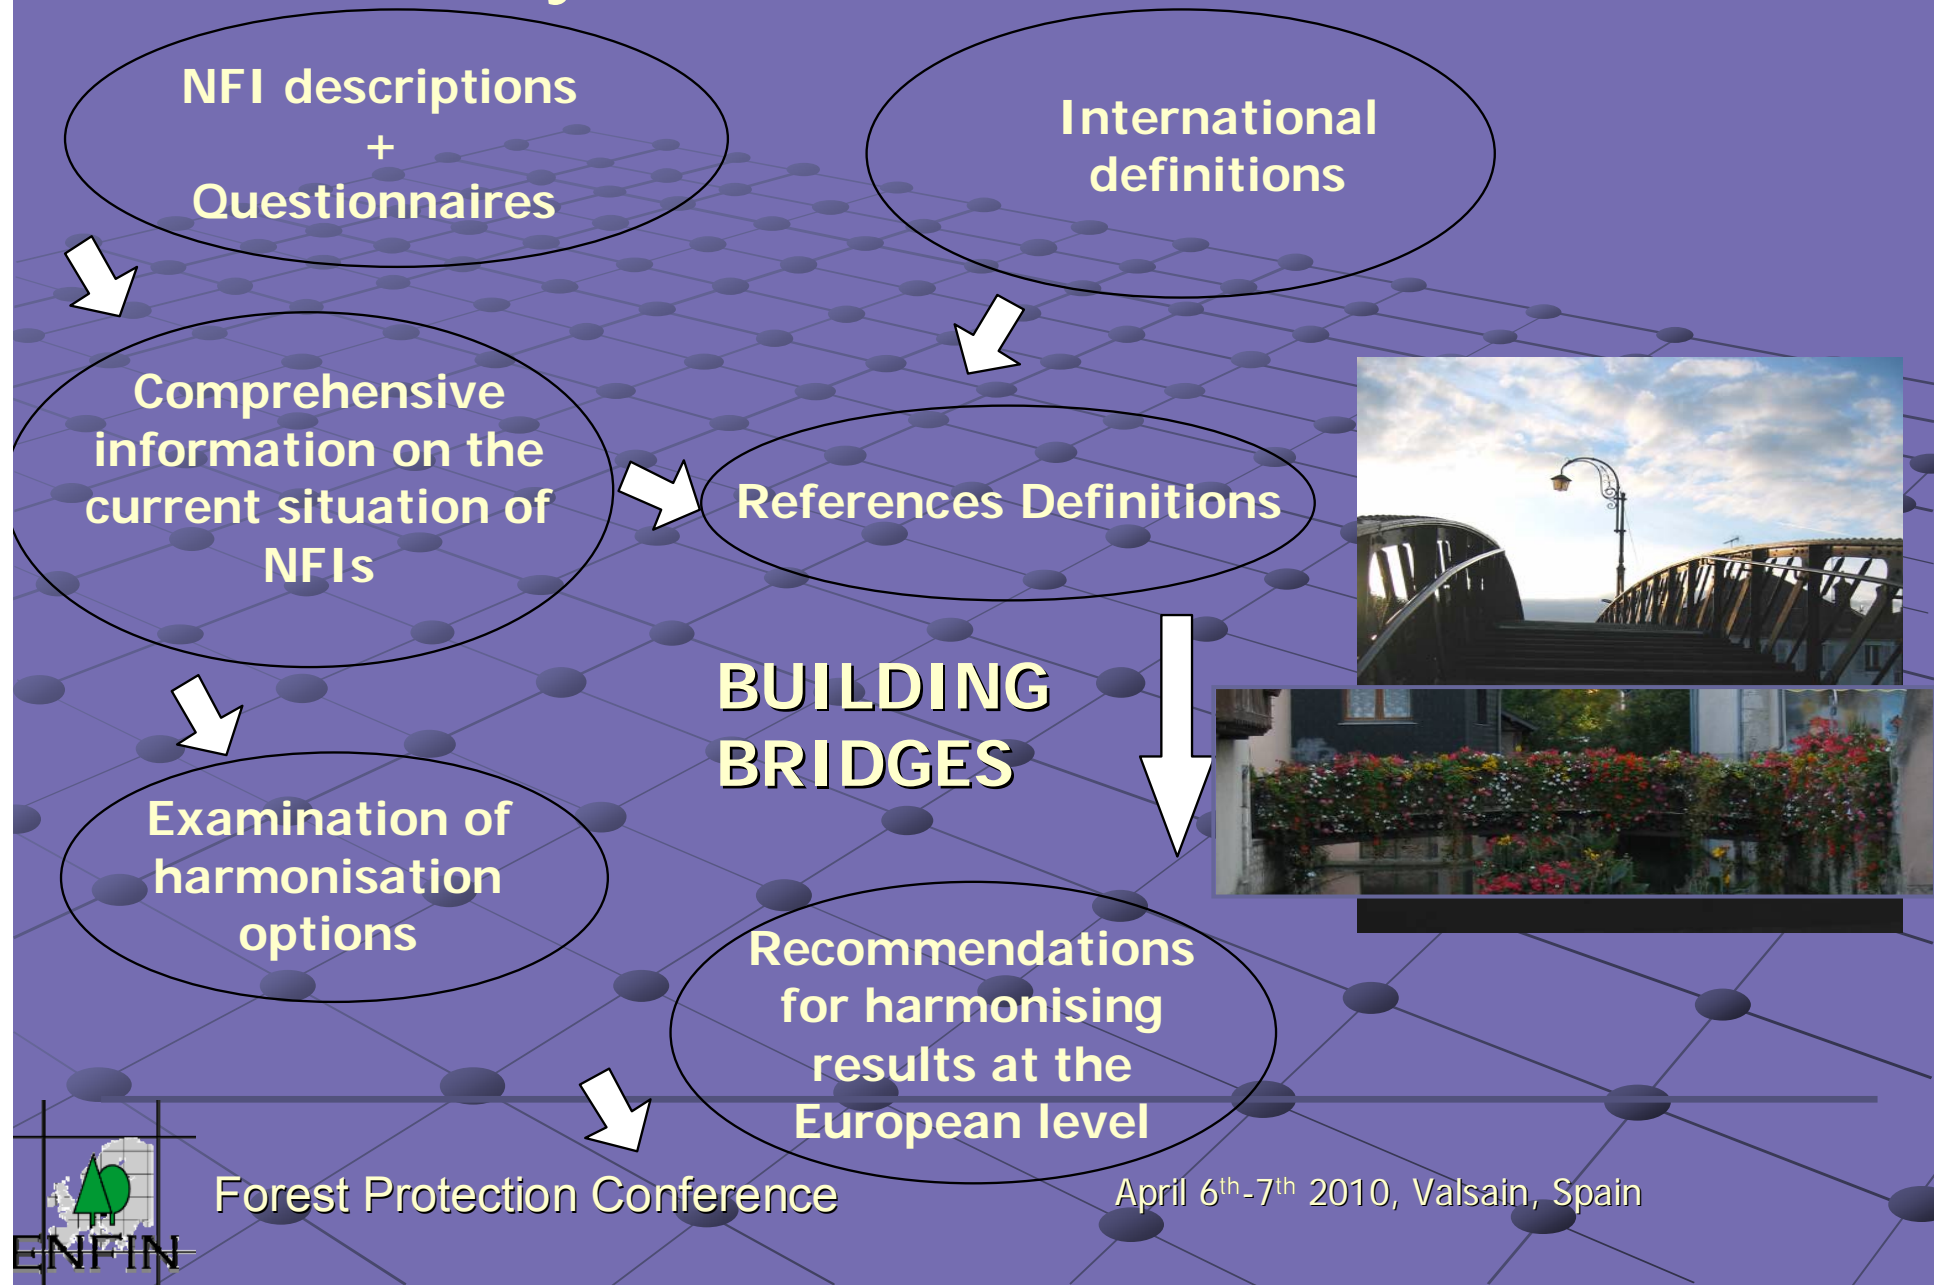 NFI descriptions
+
Questionnaires
International
definitions
Comprehensive
information on the
current situation of
NFIs
References Definitions
BUILDING
BRIDGES
Examination of
harmonisation
options
Recommendations
for harmonising
results at the
European level
Forest Protection Conference
April 6th-7th 2010, Valsain, Spain
ENFIN